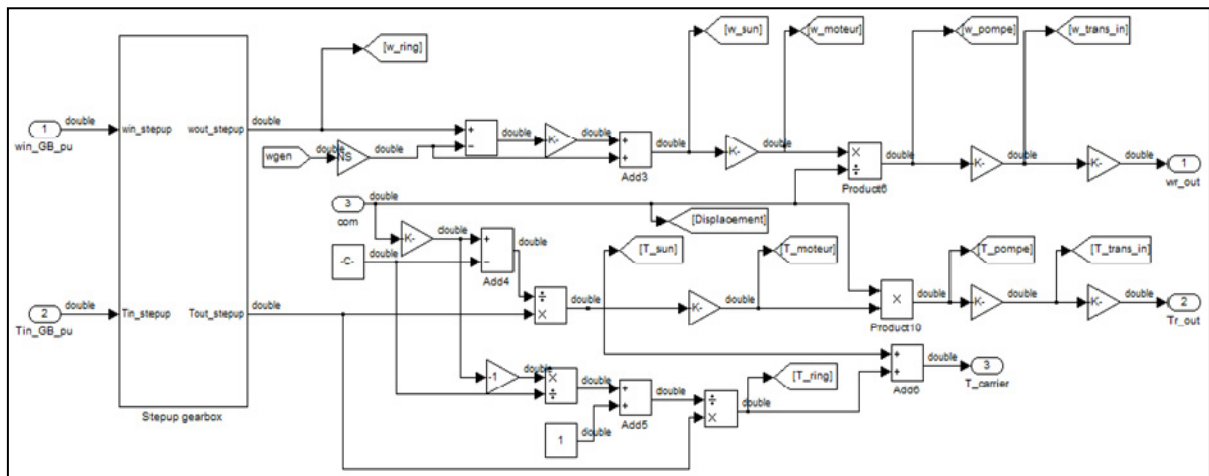 [w_ring]
[w_sun]
[w_moteur]
[w_pompe]
[w_trans_in]
double
1
win_GB_pu
win_stepup
wout_stepup
double
+
-
double
K-
double
+
+
Add3
double
K-
double
×
÷
Product6
double
K-
double
K-
double
1
wr_out
wgen
double
NS
double
3
com
double
[Displacement]
K-
double
+
-
Add4
double
-C-
double
[T_sun]
[T_moteur]
[T_pompe]
[T_trans_in]
double
2
Tin_GB_pu
Tin_stepup
Tout_stepup
double
÷
×
double
K-
double
×
Product10
double
K-
double
K-
double
2
Tr_out
-1
double
×
÷
double
+
+
Add5
double
÷
×
double
[T_ring]
+
+
Add6
double
3
T_carrier
1
double
Stepup gearbox